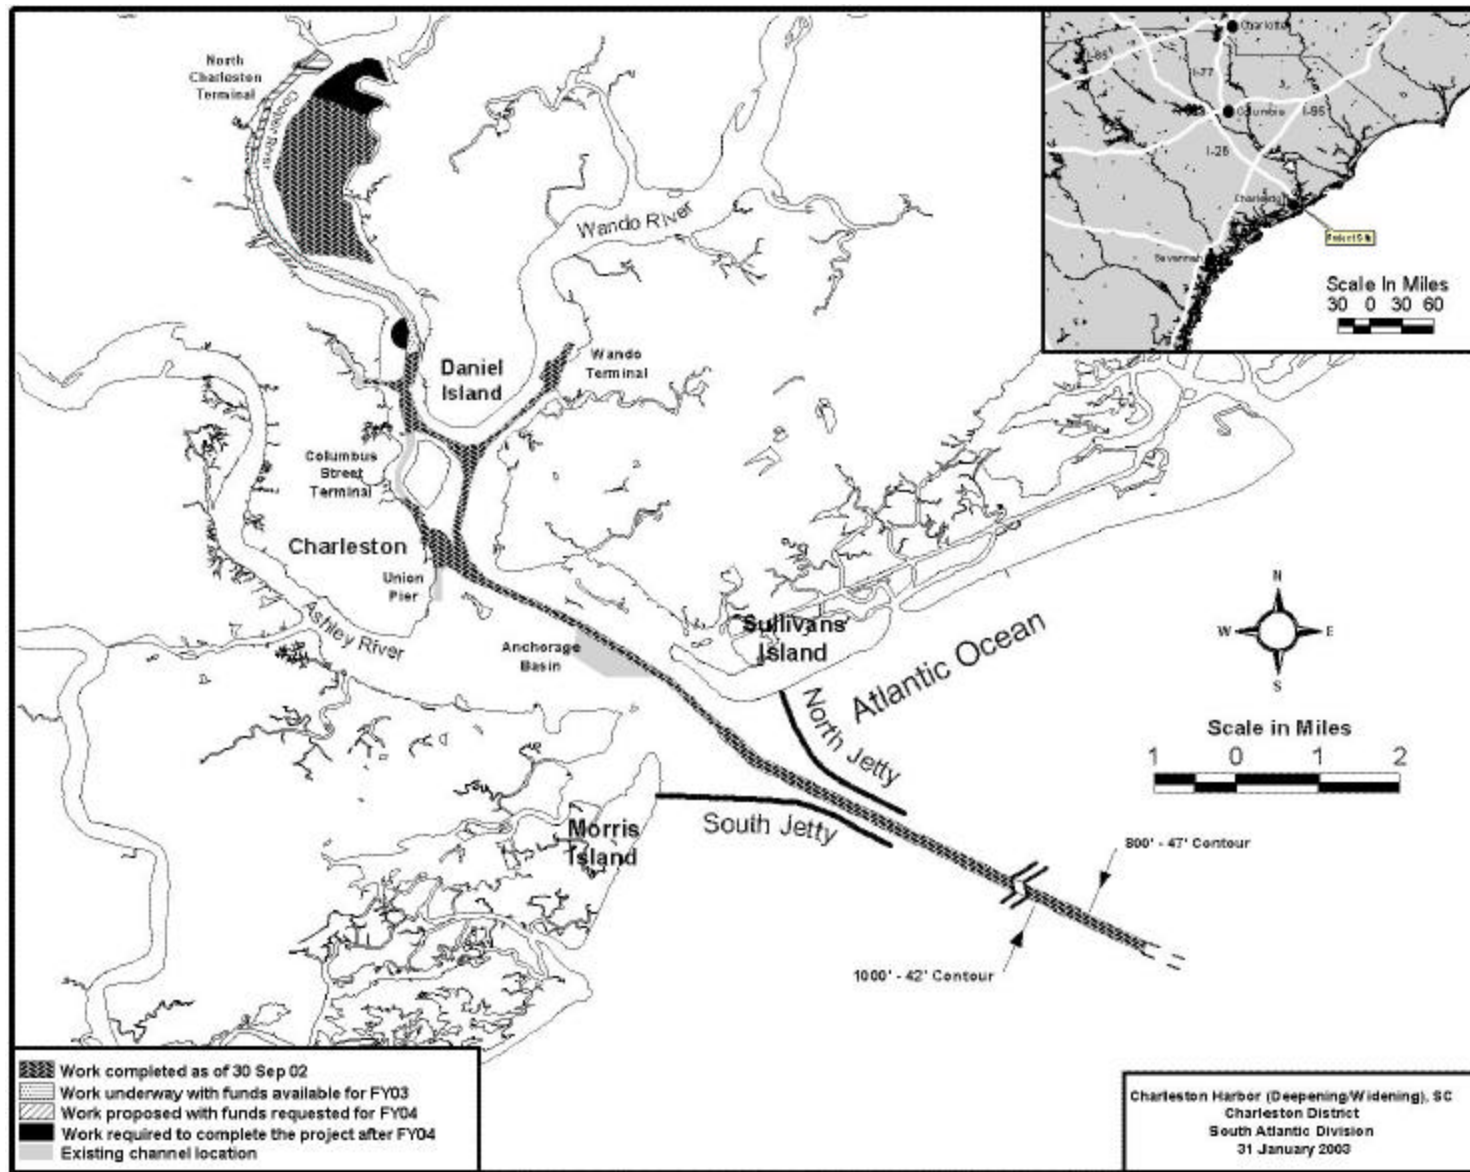 North
Charleston
Terminal
Cooper River
Wando River
Daniel
Island
Wando
Terminal
Columbus
Street
Terminal
Charleston
Union
Pier
Ashley River
Anchorage
Basin
Sullivans
Island
Atlantic Ocean
North Jetty
South Jetty
Morris
Island
800' - 47' Contour
1000' - 42' Contour
N
W
E
S
Scale in Miles
1 0 1 2
Charlotte
I-77
Columbia
I-95
I-26
Charleston
Savannah
Scale In Miles
30 0 30 60
Work completed as of 30 Sep 02
Work underway with funds available for FY03
Work proposed with funds requested for FY04
Work required to complete the project after FY04
Existing channel location
Charleston Harbor (Deepening/Widening), SC
Charleston District
South Atlantic Division
31 January 2003